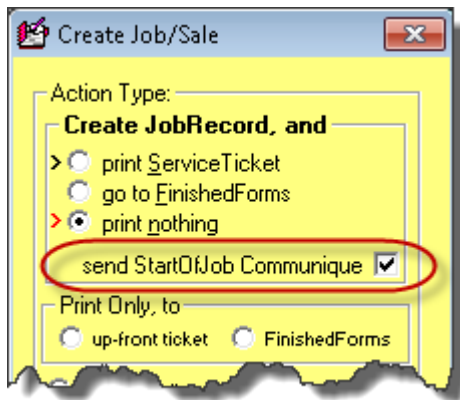 Create Job/Sale
Action Type:
Create JobRecord, and
print ServiceTicket
go to FinishedForms
print nothing
send StartOfJob Communique
Print Only, to
up-front ticket FinishedForms